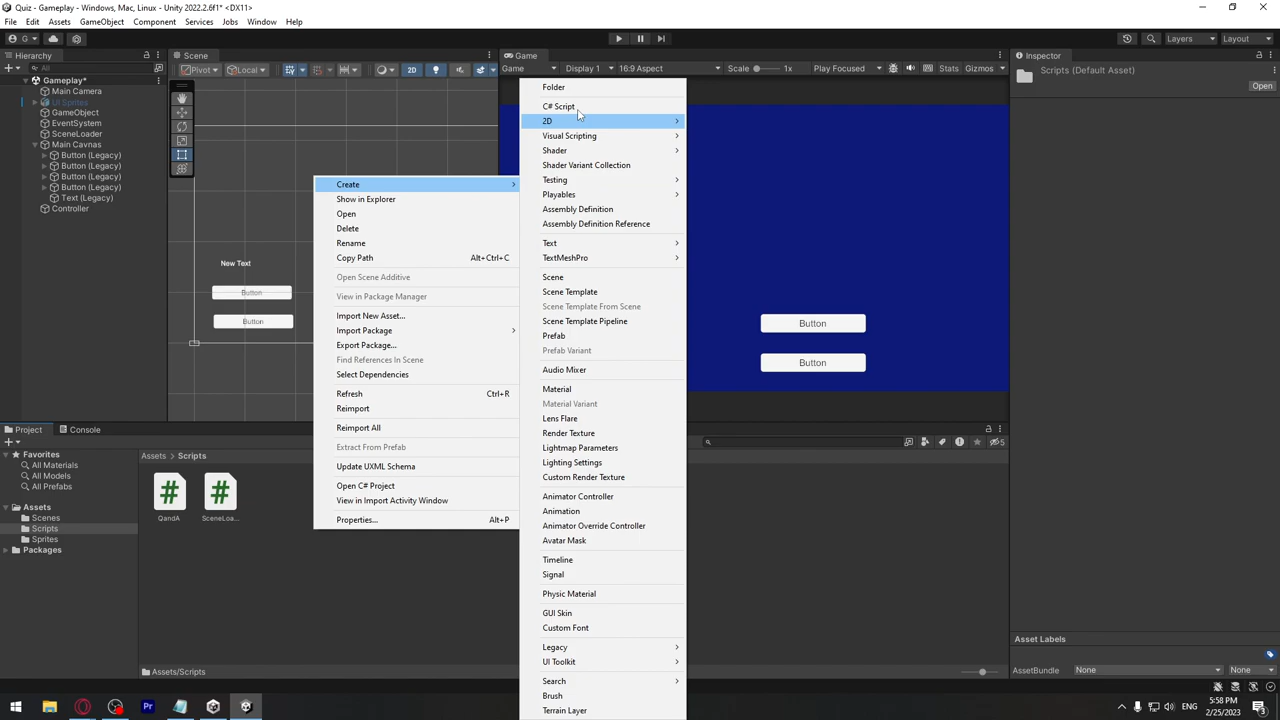 Quiz - Gameplay - Windows, Mac, Linux - Unity 2022.2.6f1* <DX11>
File Edit Assets GameObject Component Services Jobs Window Help
G
Layers Layout
Hierarchy
All
Gameplay*
Main Camera
UI Sprites
GameObject
EventSystem
SceneLoader
Main Cavnas
Button (Legacy)
Button (Legacy)
Button (Legacy)
Button (Legacy)
Text (Legacy)
Controller
Scene
Pivot Local 2D
New Text
Button
Button
Game
Game Display 1 16:9 Aspect Scale 1x Play Focused Stats Gizmos
Button
Button
Create
Show in Explorer
Open
Delete
Rename
Copy Path Alt+Ctrl+C
Open Scene Additive
View in Package Manager
Import New Asset...
Import Package
Export Package...
Find References In Scene
Select Dependencies
Refresh Ctrl+R
Reimport
Reimport All
Extract From Prefab
Update UXML Schema
Open C# Project
View in Import Activity Window
Properties... Alt+P
Folder
C# Script
2D
Visual Scripting
Shader
Shader Variant Collection
Testing
Playables
Assembly Definition
Assembly Definition Reference
Text
TextMeshPro
Scene
Scene Template
Scene Template From Scene
Scene Template Pipeline
Prefab
Prefab Variant
Audio Mixer
Material
Material Variant
Lens Flare
Render Texture
Lightmap Parameters
Lighting Settings
Custom Render Texture
Animator Controller
Animation
Animator Override Controller
Avatar Mask
Timeline
Signal
Physic Material
GUI Skin
Custom Font
Legacy
UI Toolkit
Search
Brush
Terrain Layer
Inspector
Scripts (Default Asset)
Open
Asset Labels
AssetBundle None None
Project Console
5
Favorites
All Materials
All Models
All Prefabs
Assets
Scenes
Scripts
Sprites
Packages
Assets > Scripts
QandA SceneLoa...
Assets/Scripts
ENG 5:58 PM
2/25/2023